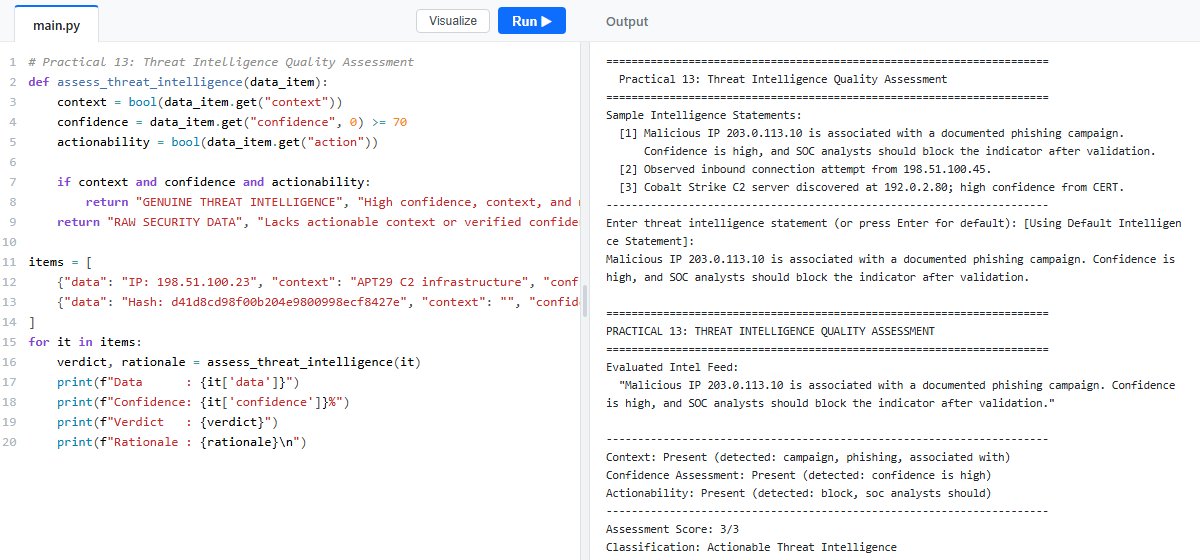 main.py
Visualize
Run ▶
Output
1 # Practical 13: Threat Intelligence Quality Assessment
2 def assess_threat_intelligence(data_item):
3     context = bool(data_item.get("context"))
4     confidence = data_item.get("confidence", 0) >= 70
5     actionability = bool(data_item.get("action"))
6
7     if context and confidence and actionability:
8         return "GENUINE THREAT INTELLIGENCE", "High confidence, context, and
9     return "RAW SECURITY DATA", "Lacks actionable context or verified confide
10
11 items = [
12     {"data": "IP: 198.51.100.23", "context": "APT29 C2 infrastructure", "conf
13     {"data": "Hash: d41d8cd98f00b204e9800998ecf8427e", "context": "", "confid
14 ]
15 for it in items:
16     verdict, rationale = assess_threat_intelligence(it)
17     print(f"Data      : {it['data']}")
18     print(f"Confidence: {it['confidence']}%")
19     print(f"Verdict   : {verdict}")
20     print(f"Rationale : {rationale}\n")
======================================================================
  Practical 13: Threat Intelligence Quality Assessment
======================================================================
Sample Intelligence Statements:
  [1] Malicious IP 203.0.113.10 is associated with a documented phishing campaign.
      Confidence is high, and SOC analysts should block the indicator after validation.
  [2] Observed inbound connection attempt from 198.51.100.45.
  [3] Cobalt Strike C2 server discovered at 192.0.2.80; high confidence from CERT.
----------------------------------------------------------------------
Enter threat intelligence statement (or press Enter for default): [Using Default Intelligen
ce Statement]:
Malicious IP 203.0.113.10 is associated with a documented phishing campaign. Confidence is
high, and SOC analysts should block the indicator after validation.
======================================================================
PRACTICAL 13: THREAT INTELLIGENCE QUALITY ASSESSMENT
======================================================================
Evaluated Intel Feed:
  "Malicious IP 203.0.113.10 is associated with a documented phishing campaign. Confidence
is high, and SOC analysts should block the indicator after validation."
----------------------------------------------------------------------
Context: Present (detected: campaign, phishing, associated with)
Confidence Assessment: Present (detected: confidence is high)
Actionability: Present (detected: block, soc analysts should)
----------------------------------------------------------------------
Assessment Score: 3/3
Classification: Actionable Threat Intelligence